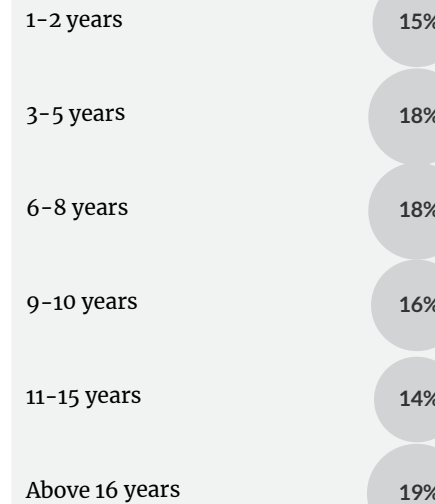 1-2 years 15%
3-5 years 18%
6-8 years 18%
9-10 years 16%
11-15 years 14%
Above 16 years 19%